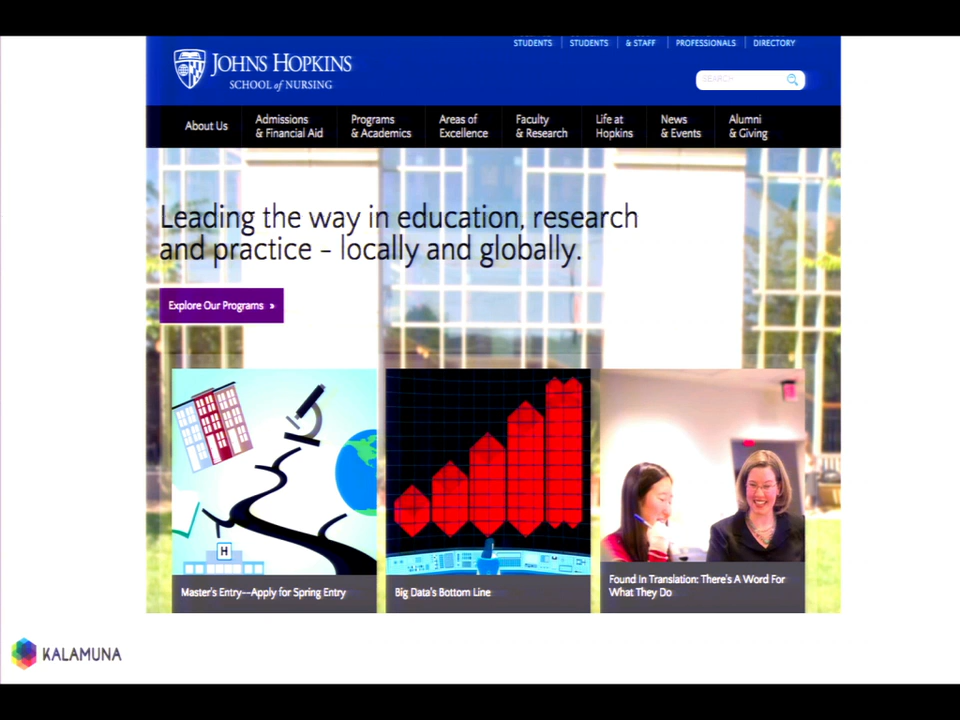 STUDENTS
STUDENTS
& STAFF
PROFESSIONALS
DIRECTORY
JOHNS HOPKINS
SCHOOL of NURSING
SEARCH
About Us
Admissions
& Financial Aid
Programs
& Academics
Areas of
Excellence
Faculty
& Research
Life at
Hopkins
News
& Events
Alumni
& Giving
Leading the way in education, research
and practice – locally and globally.
Explore Our Programs »
H
Master's Entry--Apply for Spring Entry
Big Data's Bottom Line
Found In Translation: There's A Word For
What They Do
KALAMUNA